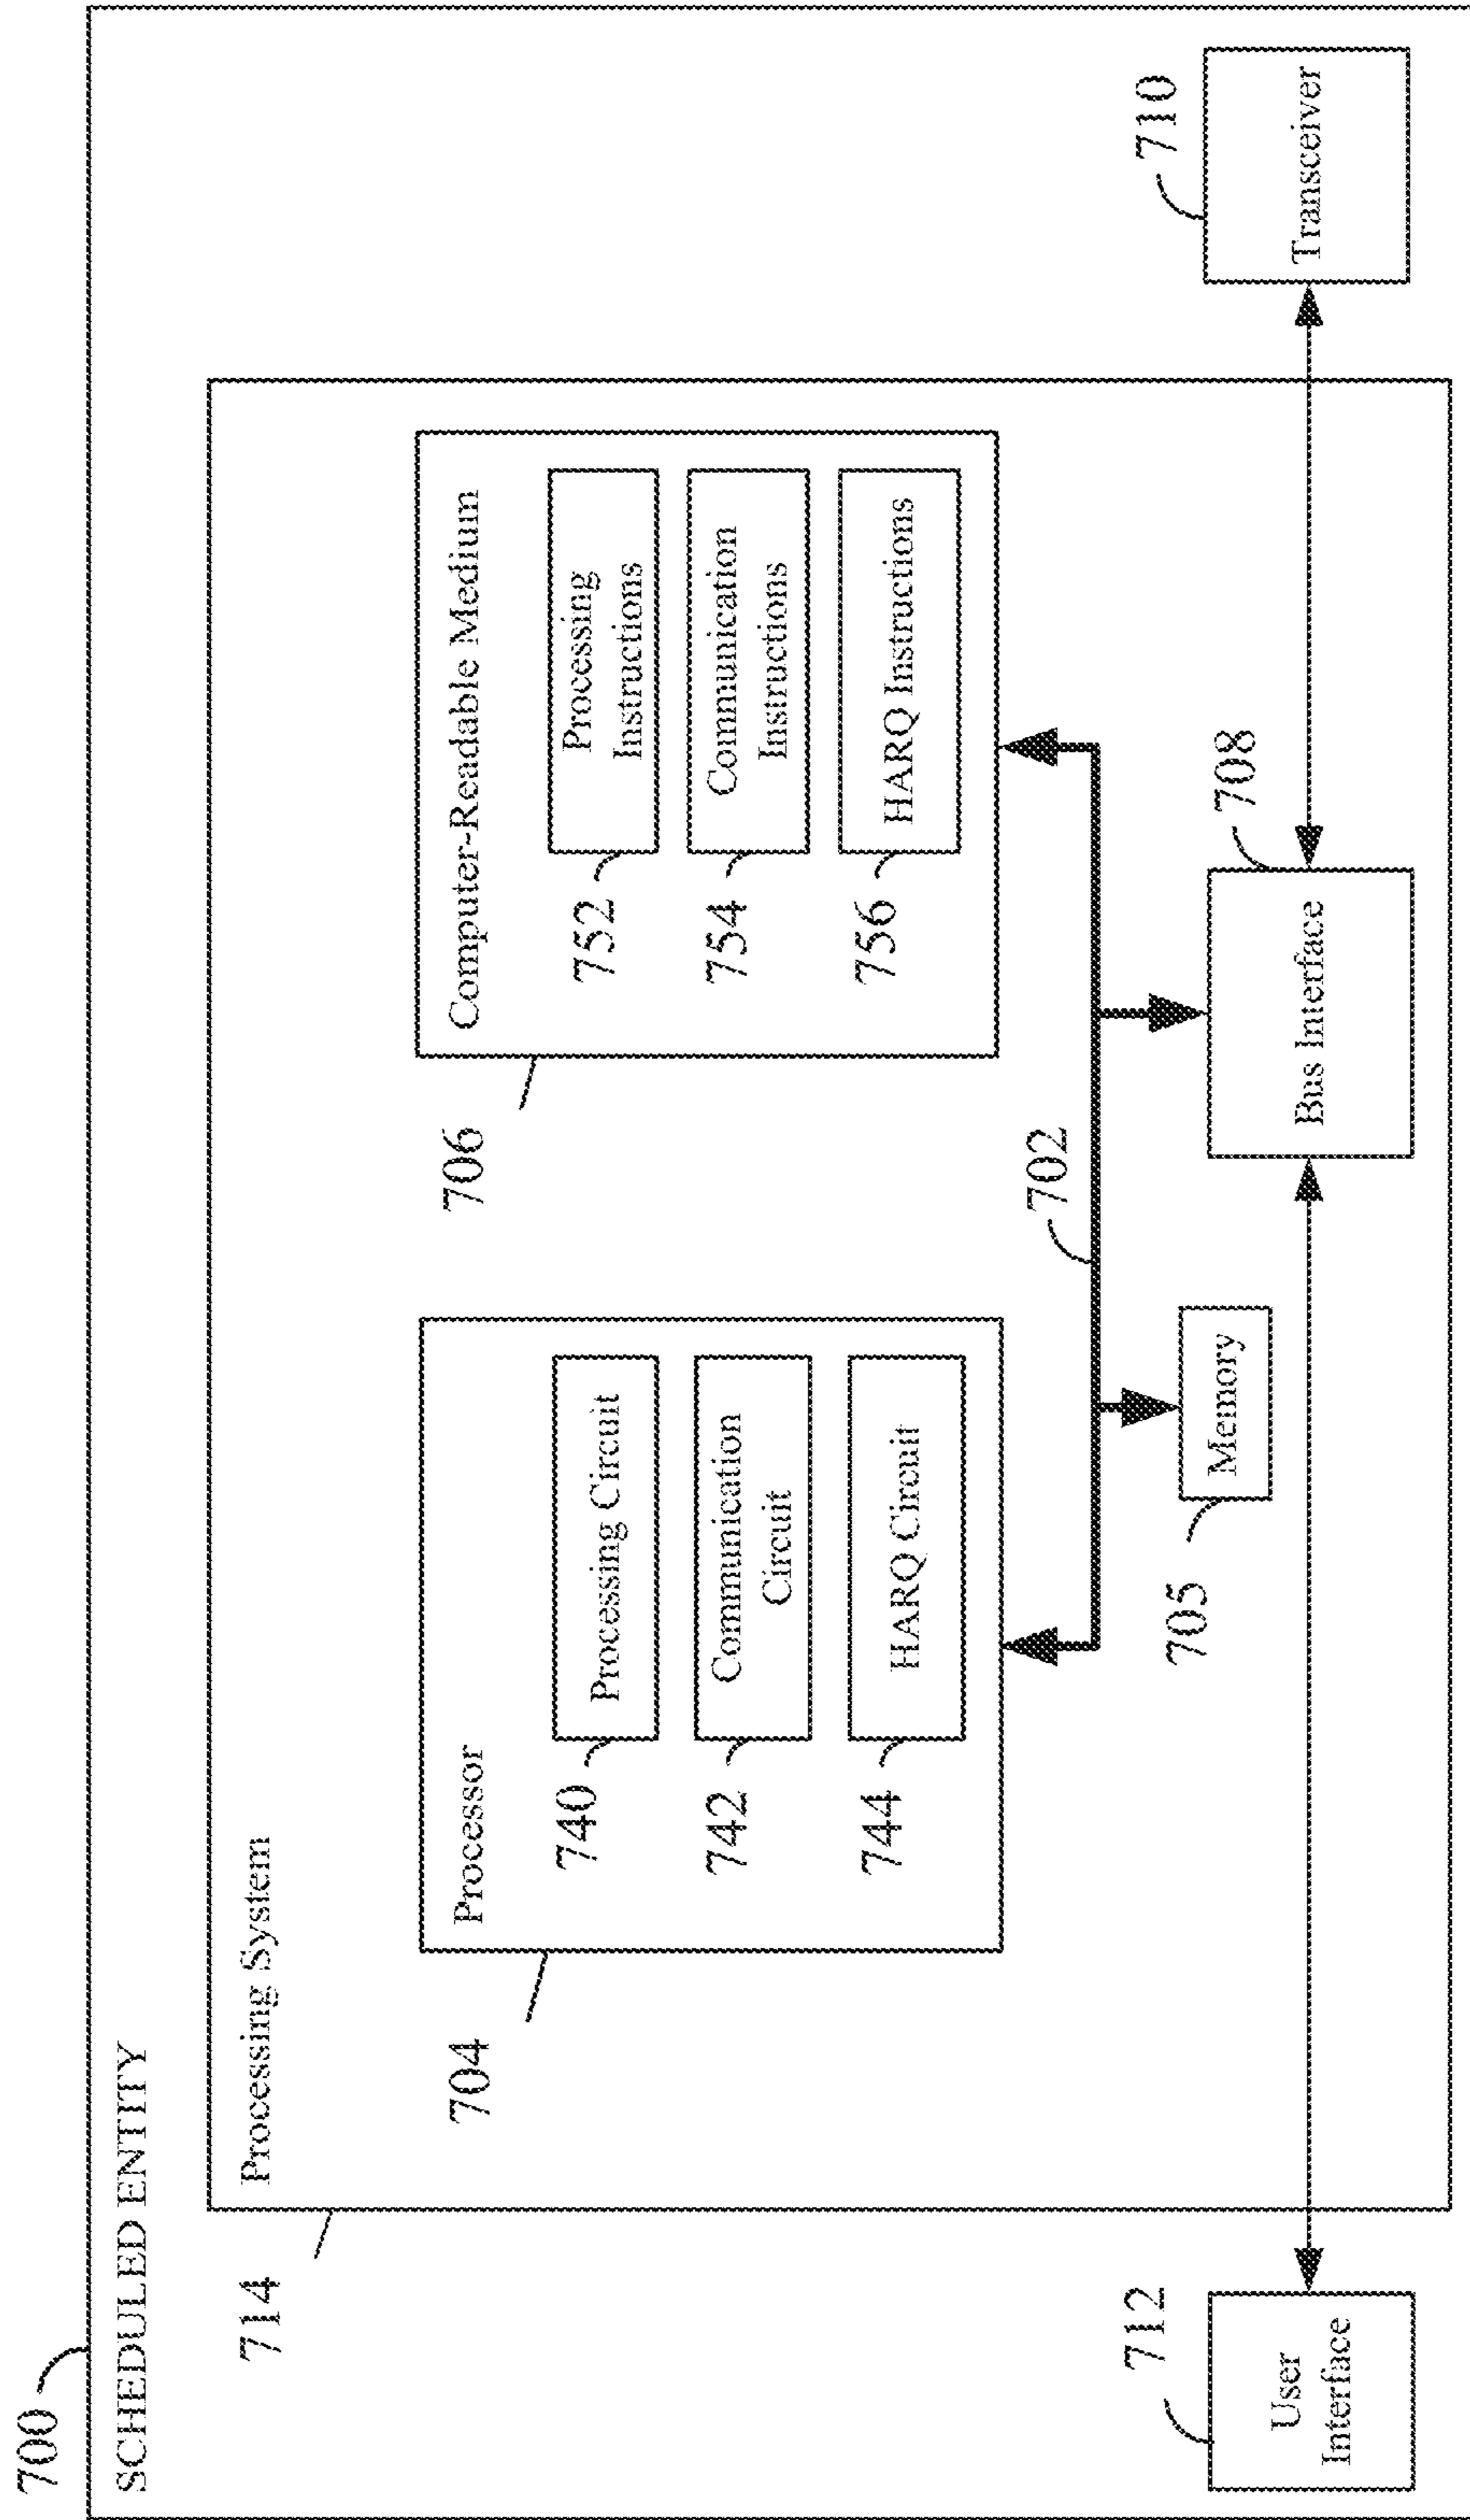 700
SCHEDULED ENTITY
714
Processing System
704
Processor
740
Processing Circuit
742
Communication
Circuit
744
HARQ Circuit
706
Computer-Readable Medium
752
Processing
Instructions
754
Communication
Instructions
756
HARQ Instructions
702
705
Memory
708
Bus Interface
712
User
Interface
710
Transceiver